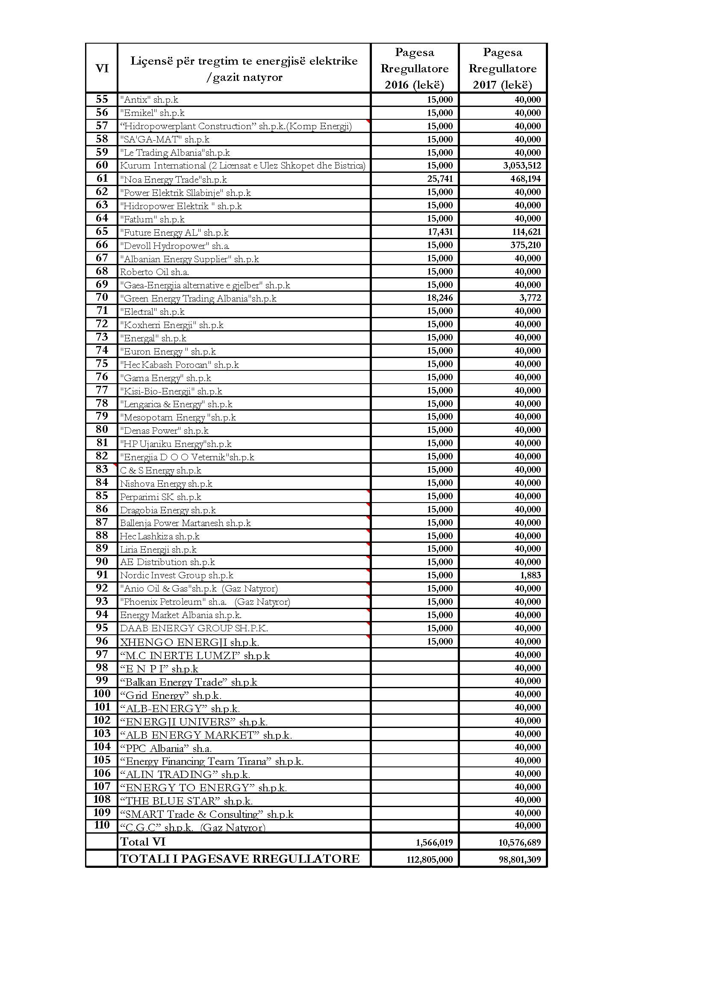 VI Liçensë për tregtim te energjisë elektrike /gazit natyror Pagesa Rregullatore 2016 (lekë) Pagesa Rregullatore 2017 (lekë)
55 "Antix" sh.p.k 15,000 40,000
56 "Emikel" sh.p.k 15,000 40,000
57 “Hidropowerplant Construction” sh.p.k.(Komp Energji) 15,000 40,000
58 "SA'GA-MAT" sh.p.k 15,000 40,000
59 "Le Trading Albania"sh.p.k 15,000 40,000
60 Kurum International (2 Licensat e Ulez Shkopet dhe Bistrica) 15,000 3,053,512
61 "Noa Energy Trade"sh.p.k 25,741 468,194
62 "Power Elektrik Sllabinje" sh.p.k 15,000 40,000
63 "Hidropower Elektrik " sh.p.k 15,000 40,000
64 "Fatlum" sh.p.k 15,000 40,000
65 "Future Energy AL" sh.p.k 17,431 114,621
66 "Devoll Hydropower" sh.a. 15,000 375,210
67 "Albanian Energy Supplier" sh.p.k 15,000 40,000
68 Roberto Oil sh.a. 15,000 40,000
69 "Gaea-Energjia alternative e gjelber" sh.p.k 15,000 40,000
70 "Green Energy Trading Albania"sh.p.k 18,246 3,772
71 "Electral" sh.p.k 15,000 40,000
72 "Koxherri Energji" sh.p.k 15,000 40,000
73 "Energal" sh.p.k 15,000 40,000
74 "Euron Energy " sh.p.k 15,000 40,000
75 "Hec Kabash Porocan" sh.p.k 15,000 40,000
76 "Gama Energy" sh.p.k 15,000 40,000
77 "Kisi-Bio-Energji" sh.p.k 15,000 40,000
78 "Lengarica & Energy" sh.p.k 15,000 40,000
79 "Mesopotam Energy "sh.p.k 15,000 40,000
80 "Denas Power" sh.p.k 15,000 40,000
81 "HP Ujaniku Energy"sh.p.k 15,000 40,000
82 "Energjia D O O Veternik"sh.p.k 15,000 40,000
83 C & S Energy sh.p.k 15,000 40,000
84 Nishova Energy sh.p.k 15,000 40,000
85 Perparimi SK sh.p.k 15,000 40,000
86 Dragobia Energy sh.p.k 15,000 40,000
87 Ballenja Power Martanesh sh.p.k 15,000 40,000
88 Hec Lashkiza sh.p.k 15,000 40,000
89 Liria Energji sh.p.k 15,000 40,000
90 AE Distribution sh.p.k 15,000 40,000
91 Nordic Invest Group sh.p.k 15,000 1,883
92 "Anio Oil & Gas"sh.p.k (Gaz Natyror) 15,000 40,000
93 "Phoenix Petroleum" sh.a. (Gaz Natyror) 15,000 40,000
94 Energy Market Albania sh.p.k. 15,000 40,000
95 DAAB ENERGY GROUP SH.P.K. 15,000 40,000
96 XHENGO ENERGJI sh.p.k. 15,000 40,000
97 “M.C INERTE LUMZI” sh.p.k 40,000
98 “E N P I” sh.p.k 40,000
99 “Balkan Energy Trade” sh.p.k 40,000
100 “Grid Energy” sh.p.k. 40,000
101 “ALB-ENERGY” sh.p.k. 40,000
102 “ENERGJI UNIVERS” sh.p.k. 40,000
103 “ALB ENERGY MARKET” sh.p.k. 40,000
104 “PPC Albania” sh.a. 40,000
105 “Energy Financing Team Tirana” sh.p.k. 40,000
106 “ALIN TRADING” sh.p.k. 40,000
107 “ENERGY TO ENERGY” sh.p.k. 40,000
108 “THE BLUE STAR” sh.p.k. 40,000
109 “SMART Trade & Consulting” sh.p.k 40,000
110 “C.G.C” sh.p.k. (Gaz Natyror) 40,000
Total VI 1,566,019 10,576,689
TOTALI I PAGESAVE RREGULLATORE 112,805,000 98,801,309